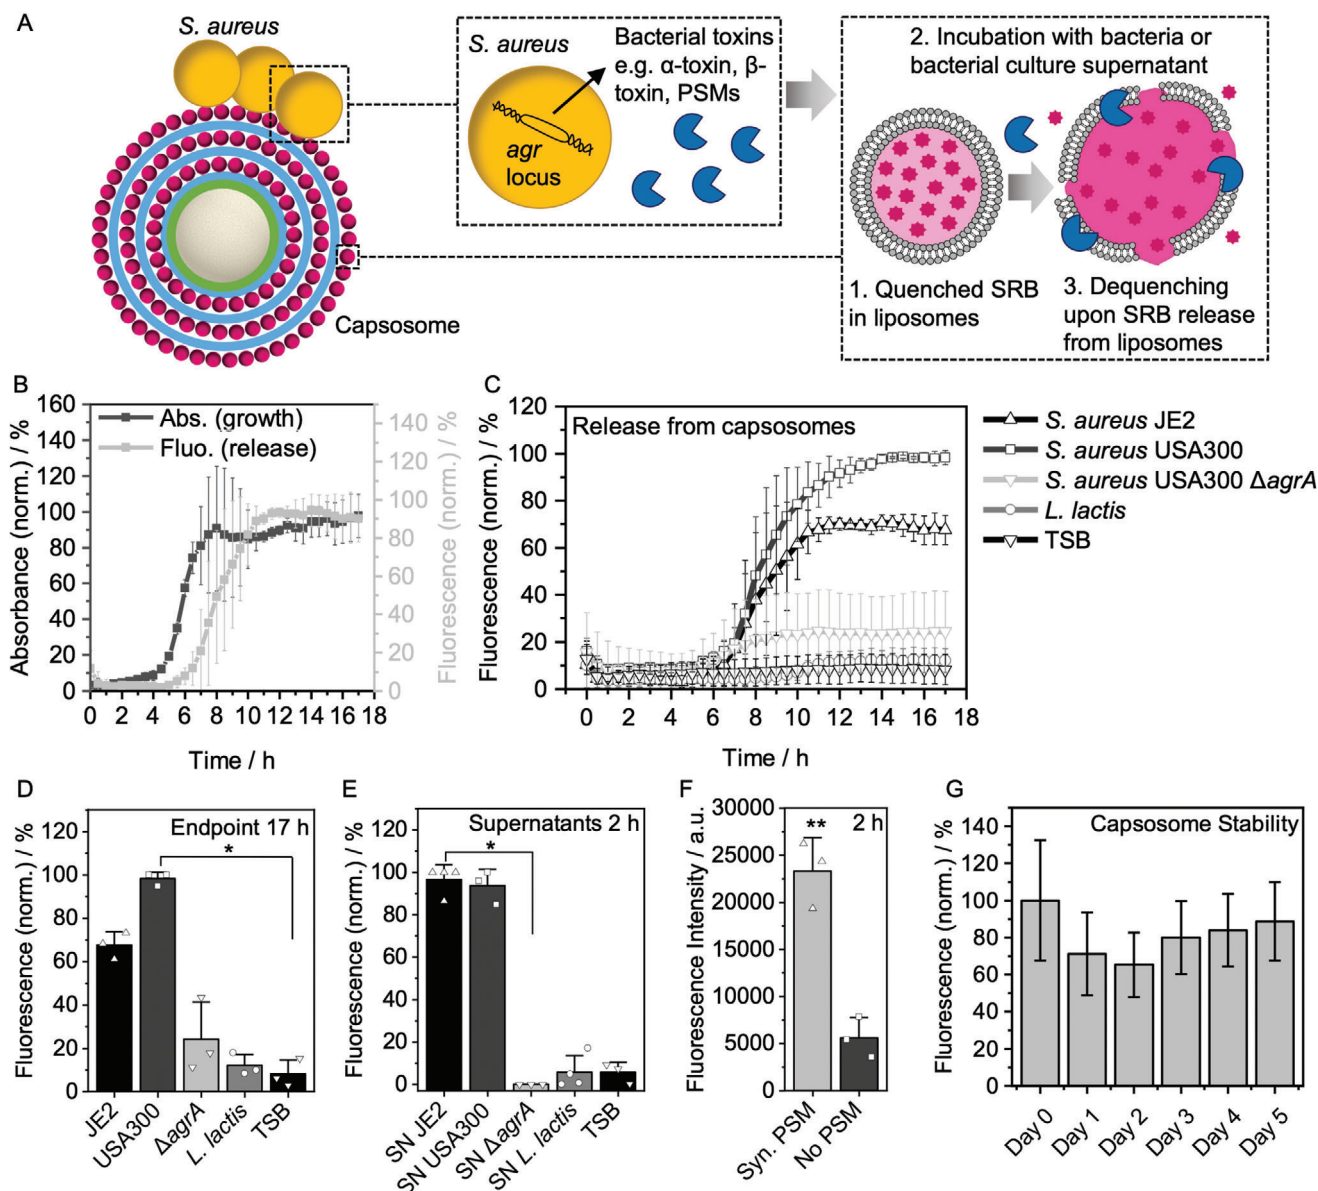 A
S. aureus
Capsosome
S. aureus
agr
locus
Bacterial toxins
e.g. α-toxin, β-
toxin, PSMs
2. Incubation with bacteria or
bacterial culture supernatant
1. Quenched SRB
in liposomes
3. Dequenching
upon SRB release
from liposomes
B
Absorbance (norm.) / %
160
140
120
100
80
60
40
20
0
Abs. (growth)
Fluo. (release)
140
120
100
80
60
40
20
0
Fluorescence (norm.) / %
0 2 4 6 8 10 12 14 16 18
Time / h
C
Fluorescence (norm.) / %
120
100
80
60
40
20
0
Release from capsosomes
0 2 4 6 8 10 12 14 16 18
Time / h
S. aureus JE2
S. aureus USA300
S. aureus USA300 ΔagrA
L. lactis
TSB
D
Fluorescence (norm.) / %
120
100
80
60
40
20
0
Endpoint 17 h
*
JE2
USA300
ΔagrA
L. lactis
TSB
E
Fluorescence (norm.) / %
120
100
80
60
40
20
0
Supernatants 2 h
*
SN JE2
SN USA300
SN ΔagrA
SN L. lactis
TSB
F
Fluorescence Intensity / a.u.
30000
25000
20000
15000
10000
5000
0
**
2 h
Syn. PSM
No PSM
G
Fluorescence (norm.) / %
140
120
100
80
60
40
20
0
Capsosome Stability
Day 0
Day 1
Day 2
Day 3
Day 4
Day 5